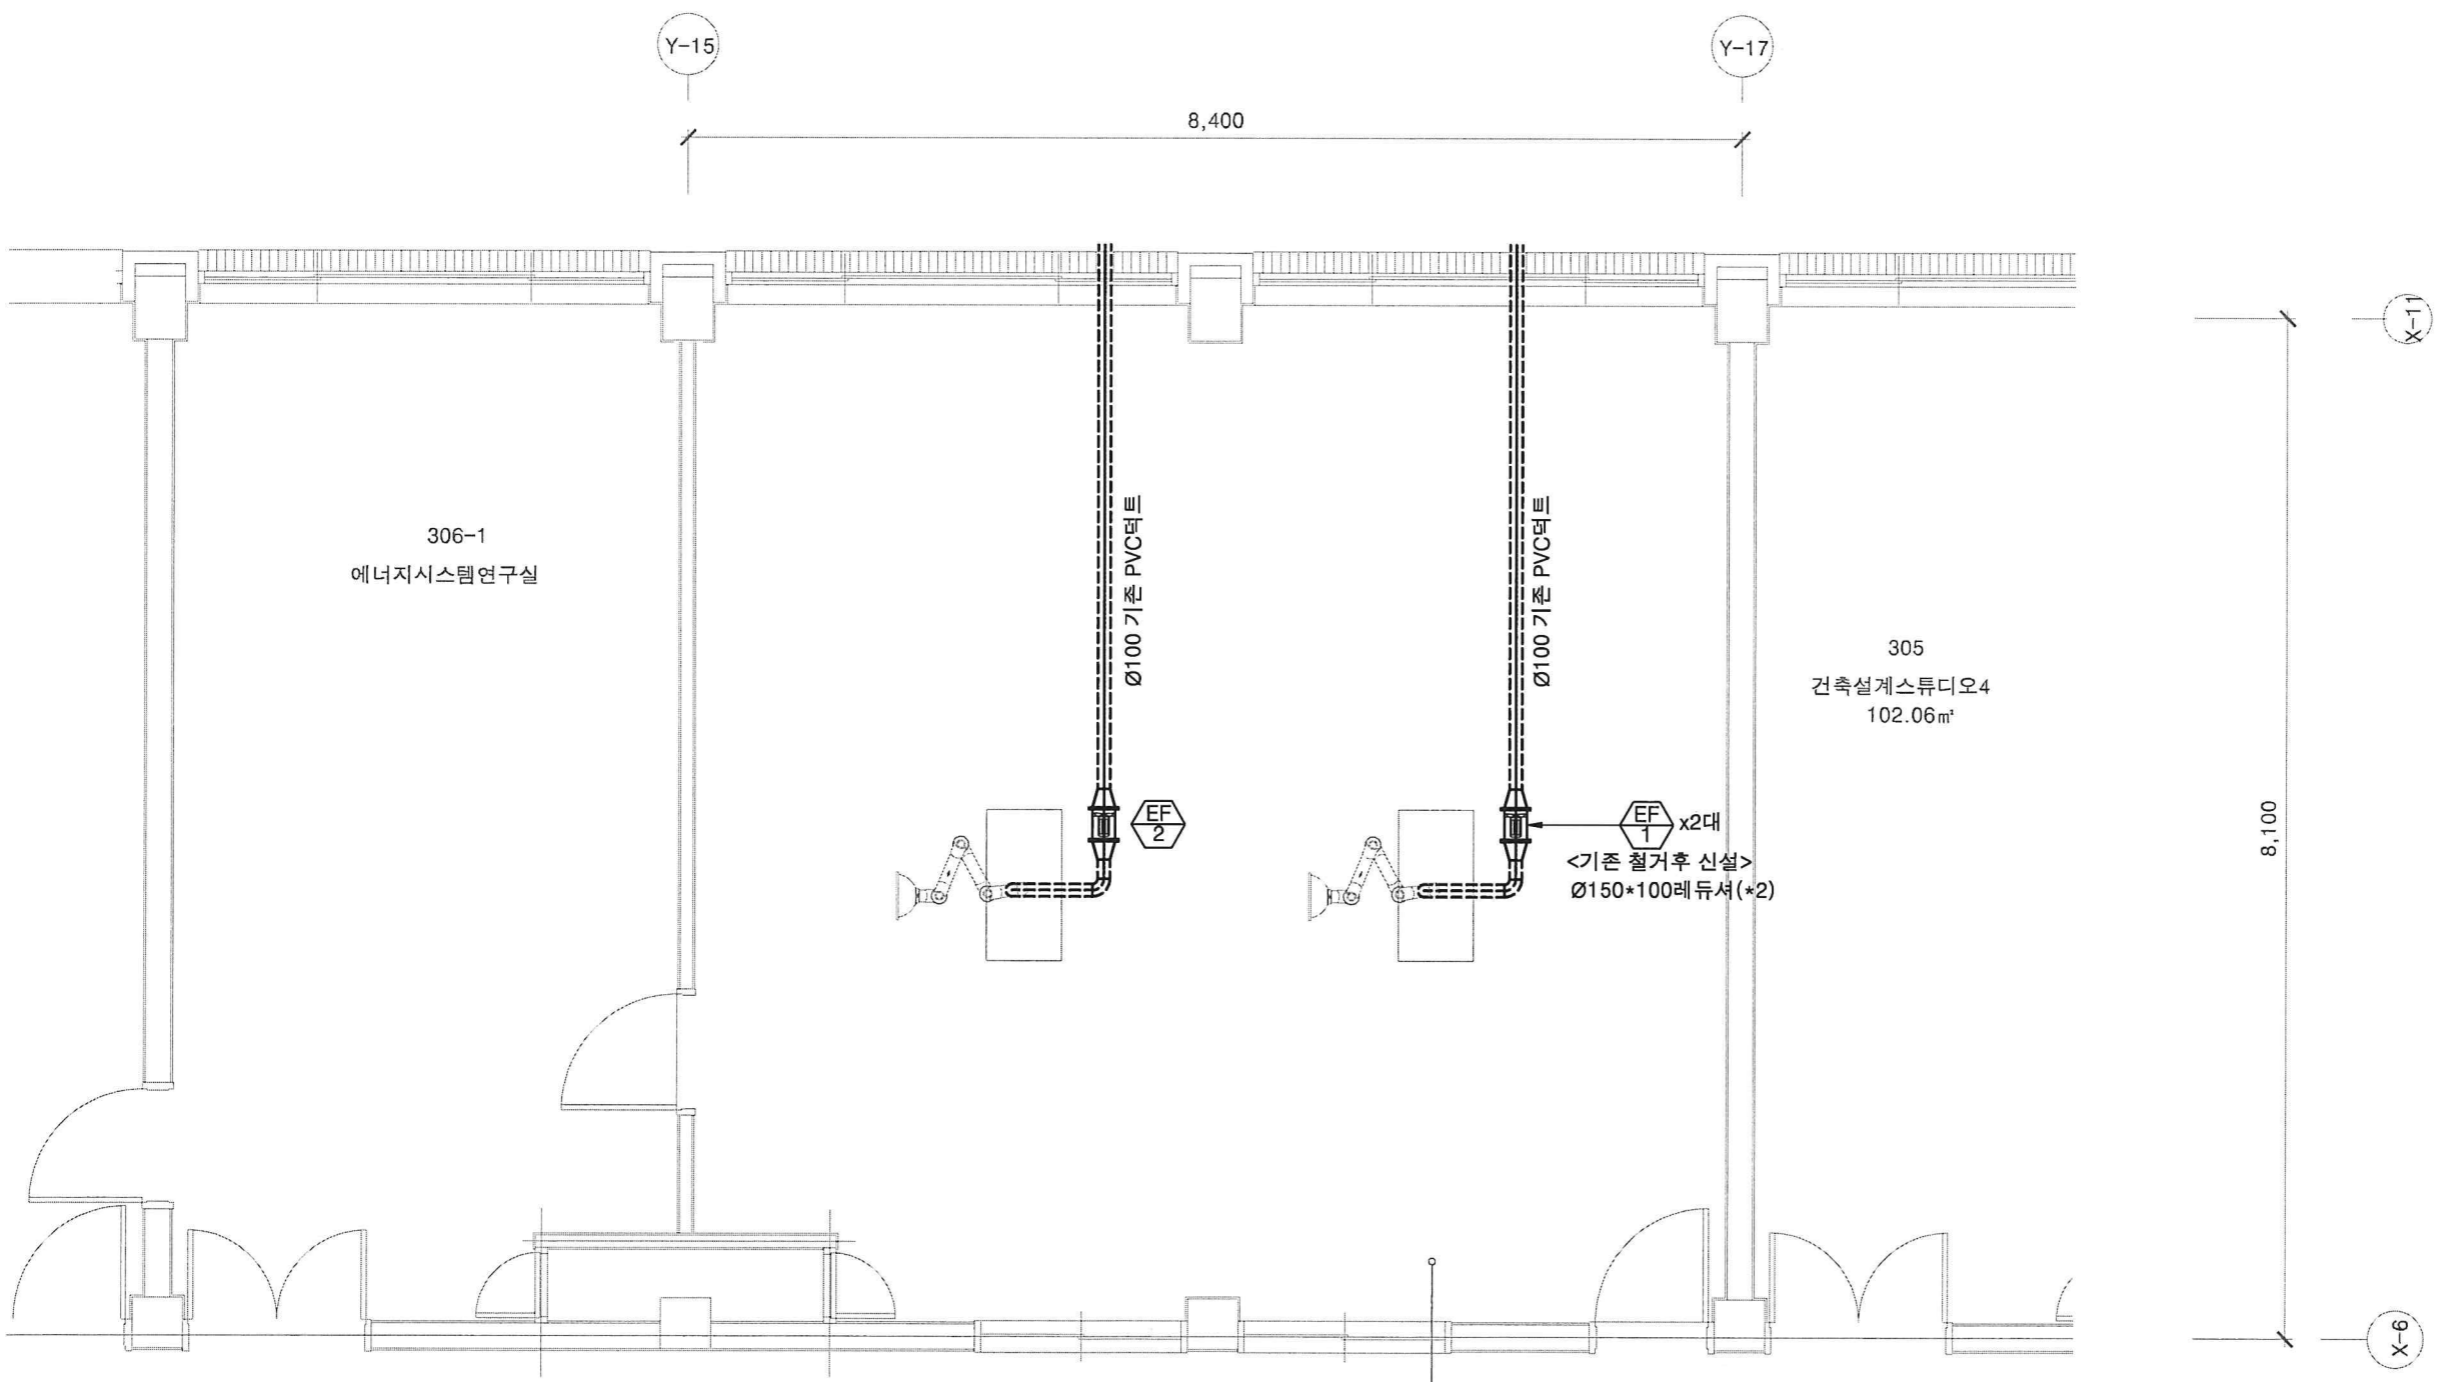 Y-15
Y-17
8,400
X-1
306-1
에너지시스템연구실
Ø100 기존 PVC덕트
Ø100 기존 PVC덕트
305
건축설계스튜디오4
102.06㎡
EF
2
EF
1
x2대
<기존 철거후 신설>
Ø150*100레듀셔(*2)
8,100
X-6